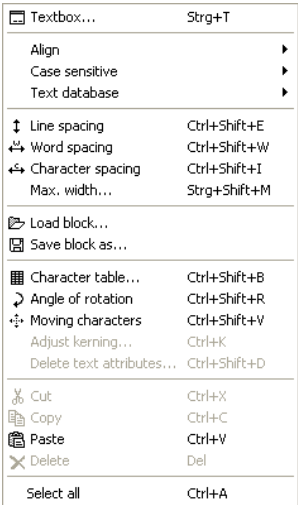 Textbox... Strg+T
Align
Case sensitive
Text database
Line spacing Ctrl+Shift+E
Word spacing Ctrl+Shift+W
Character spacing Ctrl+Shift+I
Max. width... Strg+Shift+M
Load block...
Save block as...
Character table... Ctrl+Shift+B
Angle of rotation Ctrl+Shift+R
Moving characters Ctrl+Shift+V
Adjust kerning... Ctrl+K
Delete text attributes... Ctrl+Shift+D
Cut Ctrl+X
Copy Ctrl+C
Paste Ctrl+V
Delete Del
Select all Ctrl+A